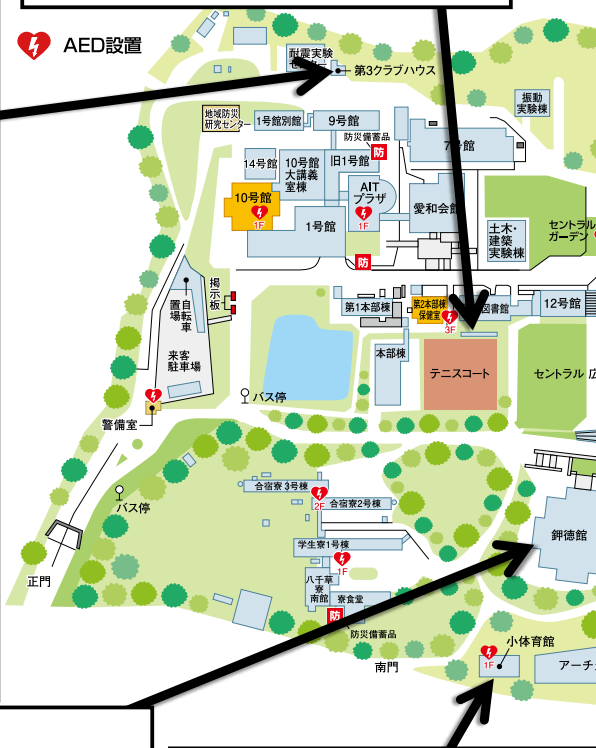 AED設置
耐震実験
センター
第3クラブハウス
振動
実験棟
地域防災
研究センター
1号館別館
9号館
防災備蓄品
防
7号館
14号館
10号館
大講義
室棟
旧1号館
AIT
プラザ
1F
10号館
1F
愛和会館
1号館
土木・
建築
実験棟
セントラル
ガーデン
防
掲示板
自転車
置場
第1本部棟
第2本部棟
保健室
3F
図書館
12号館
来客
駐車場
本部棟
テニスコート
セントラル 広
バス停
警備室
合宿寮 3号棟
2F
合宿寮2号棟
バス停
鉀徳館
学生寮1号棟
1F
正門
八千草
寮
南館
寮食堂
防
防災備蓄品
小体育館
1F
南門
アーチ